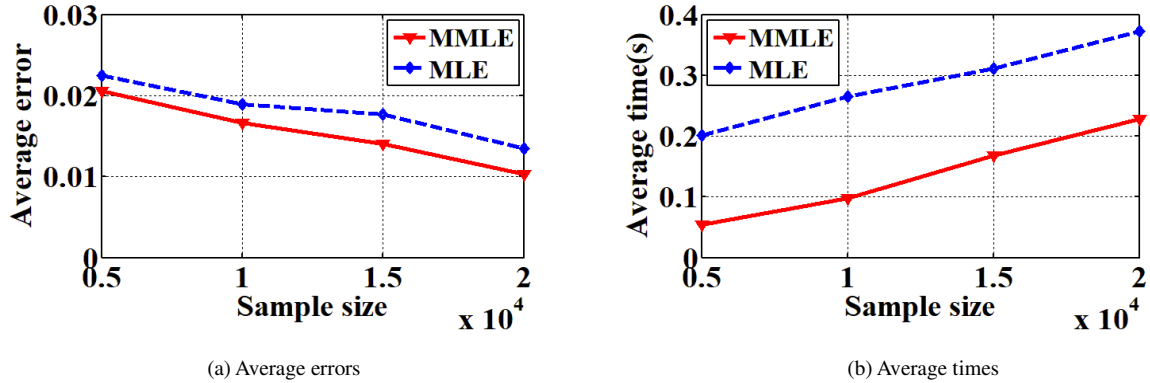 0.03
0.02
0.01
0
Average error
MMLE
MLE
0.5
1
1.5
2
Sample size
x 10^4
(a) Average errors
0.4
0.3
0.2
0.1
0
Average time(s)
MMLE
MLE
0.5
1
1.5
2
Sample size
x 10^4
(b) Average times